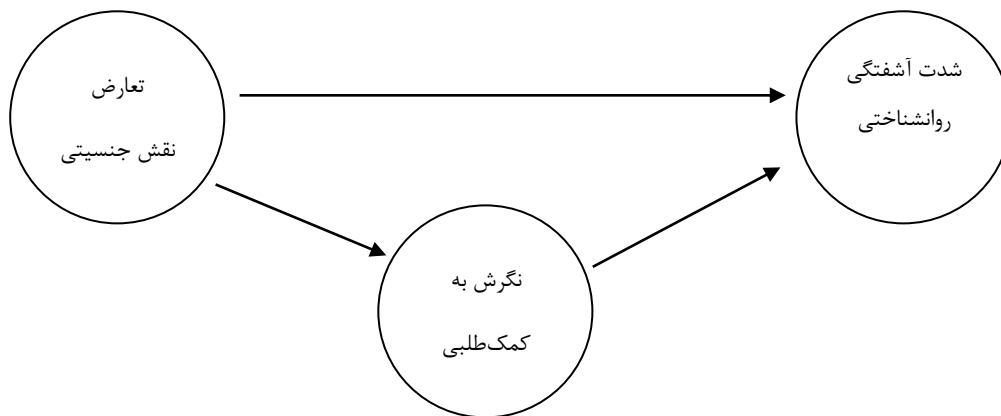 شدت آشفتگی
روانشناختی
تعارض
نقش جنسیتی
نگرش به
کمک‌طلبی